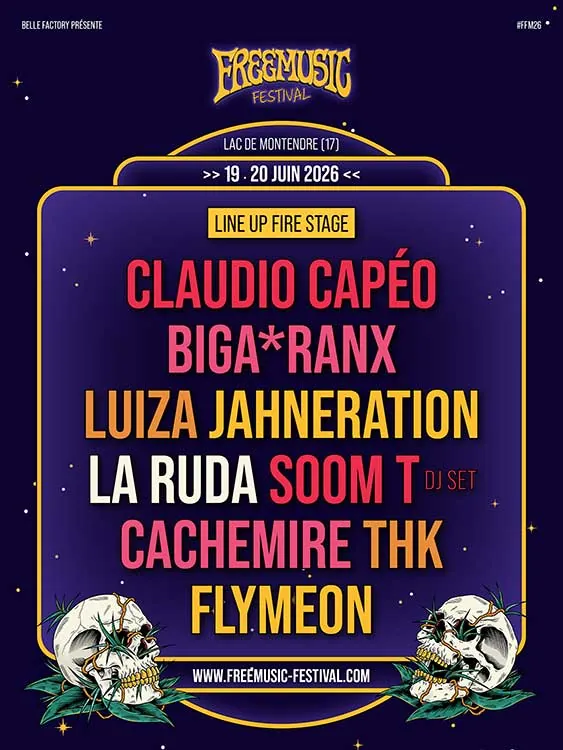 BELLE FACTORY PRÉSENTE
#FFM26
FREEMUSIC
FESTIVAL
LAC DE MONTENDRE (17)
>> 19 . 20 JUIN 2026 <<
LINE UP FIRE STAGE
CLAUDIO CAPÉO
BIGA*RANX
LUIZA JAHNERATION
LA RUDA SOOM T DJ SET
CACHEMIRE THK
FLYMEON
WWW.FREEMUSIC-FESTIVAL.COM